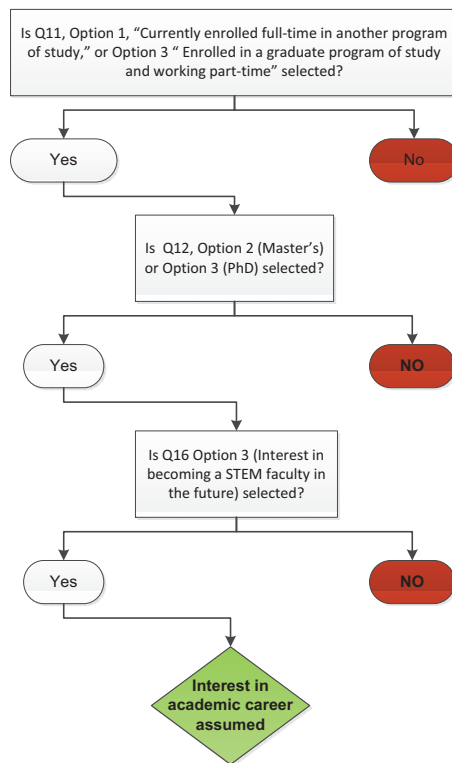 Is Q11, Option 1, “Currently enrolled full-time in another program
of study,” or Option 3 “ Enrolled in a graduate program of study
and working part-time” selected?
Yes
No
Is  Q12, Option 2 (Master’s)
or Option 3 (PhD) selected?
Yes
NO
Is Q16 Option 3 (Interest in
becoming a STEM faculty in
the future) selected?
Yes
NO
Interest in
academic career
assumed